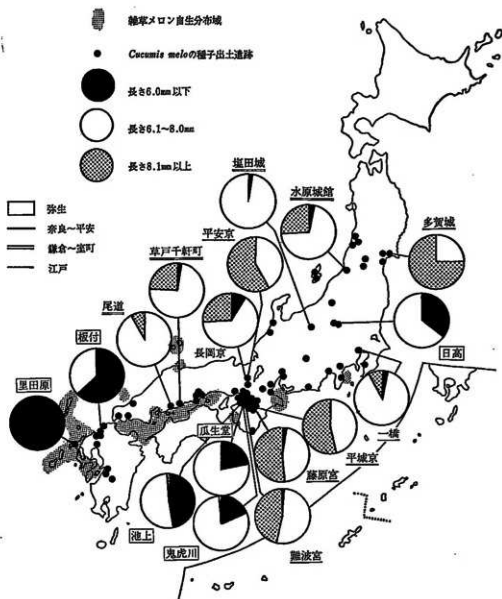 雑草メロン自生分布域
Cucumis meloの種子出土遺跡
長さ6.0mm以下
長さ6.1~8.0mm
長さ8.1mm以上
弥生
奈良~平安
鎌倉~室町
江戸
塩田城
水原城館
平安京
多賀城
草戸千軒町
尾道
長岡京
板付
日高
里田原
瓜生堂
一橋
平城京
藤原宮
池上
鬼虎川
難波宮